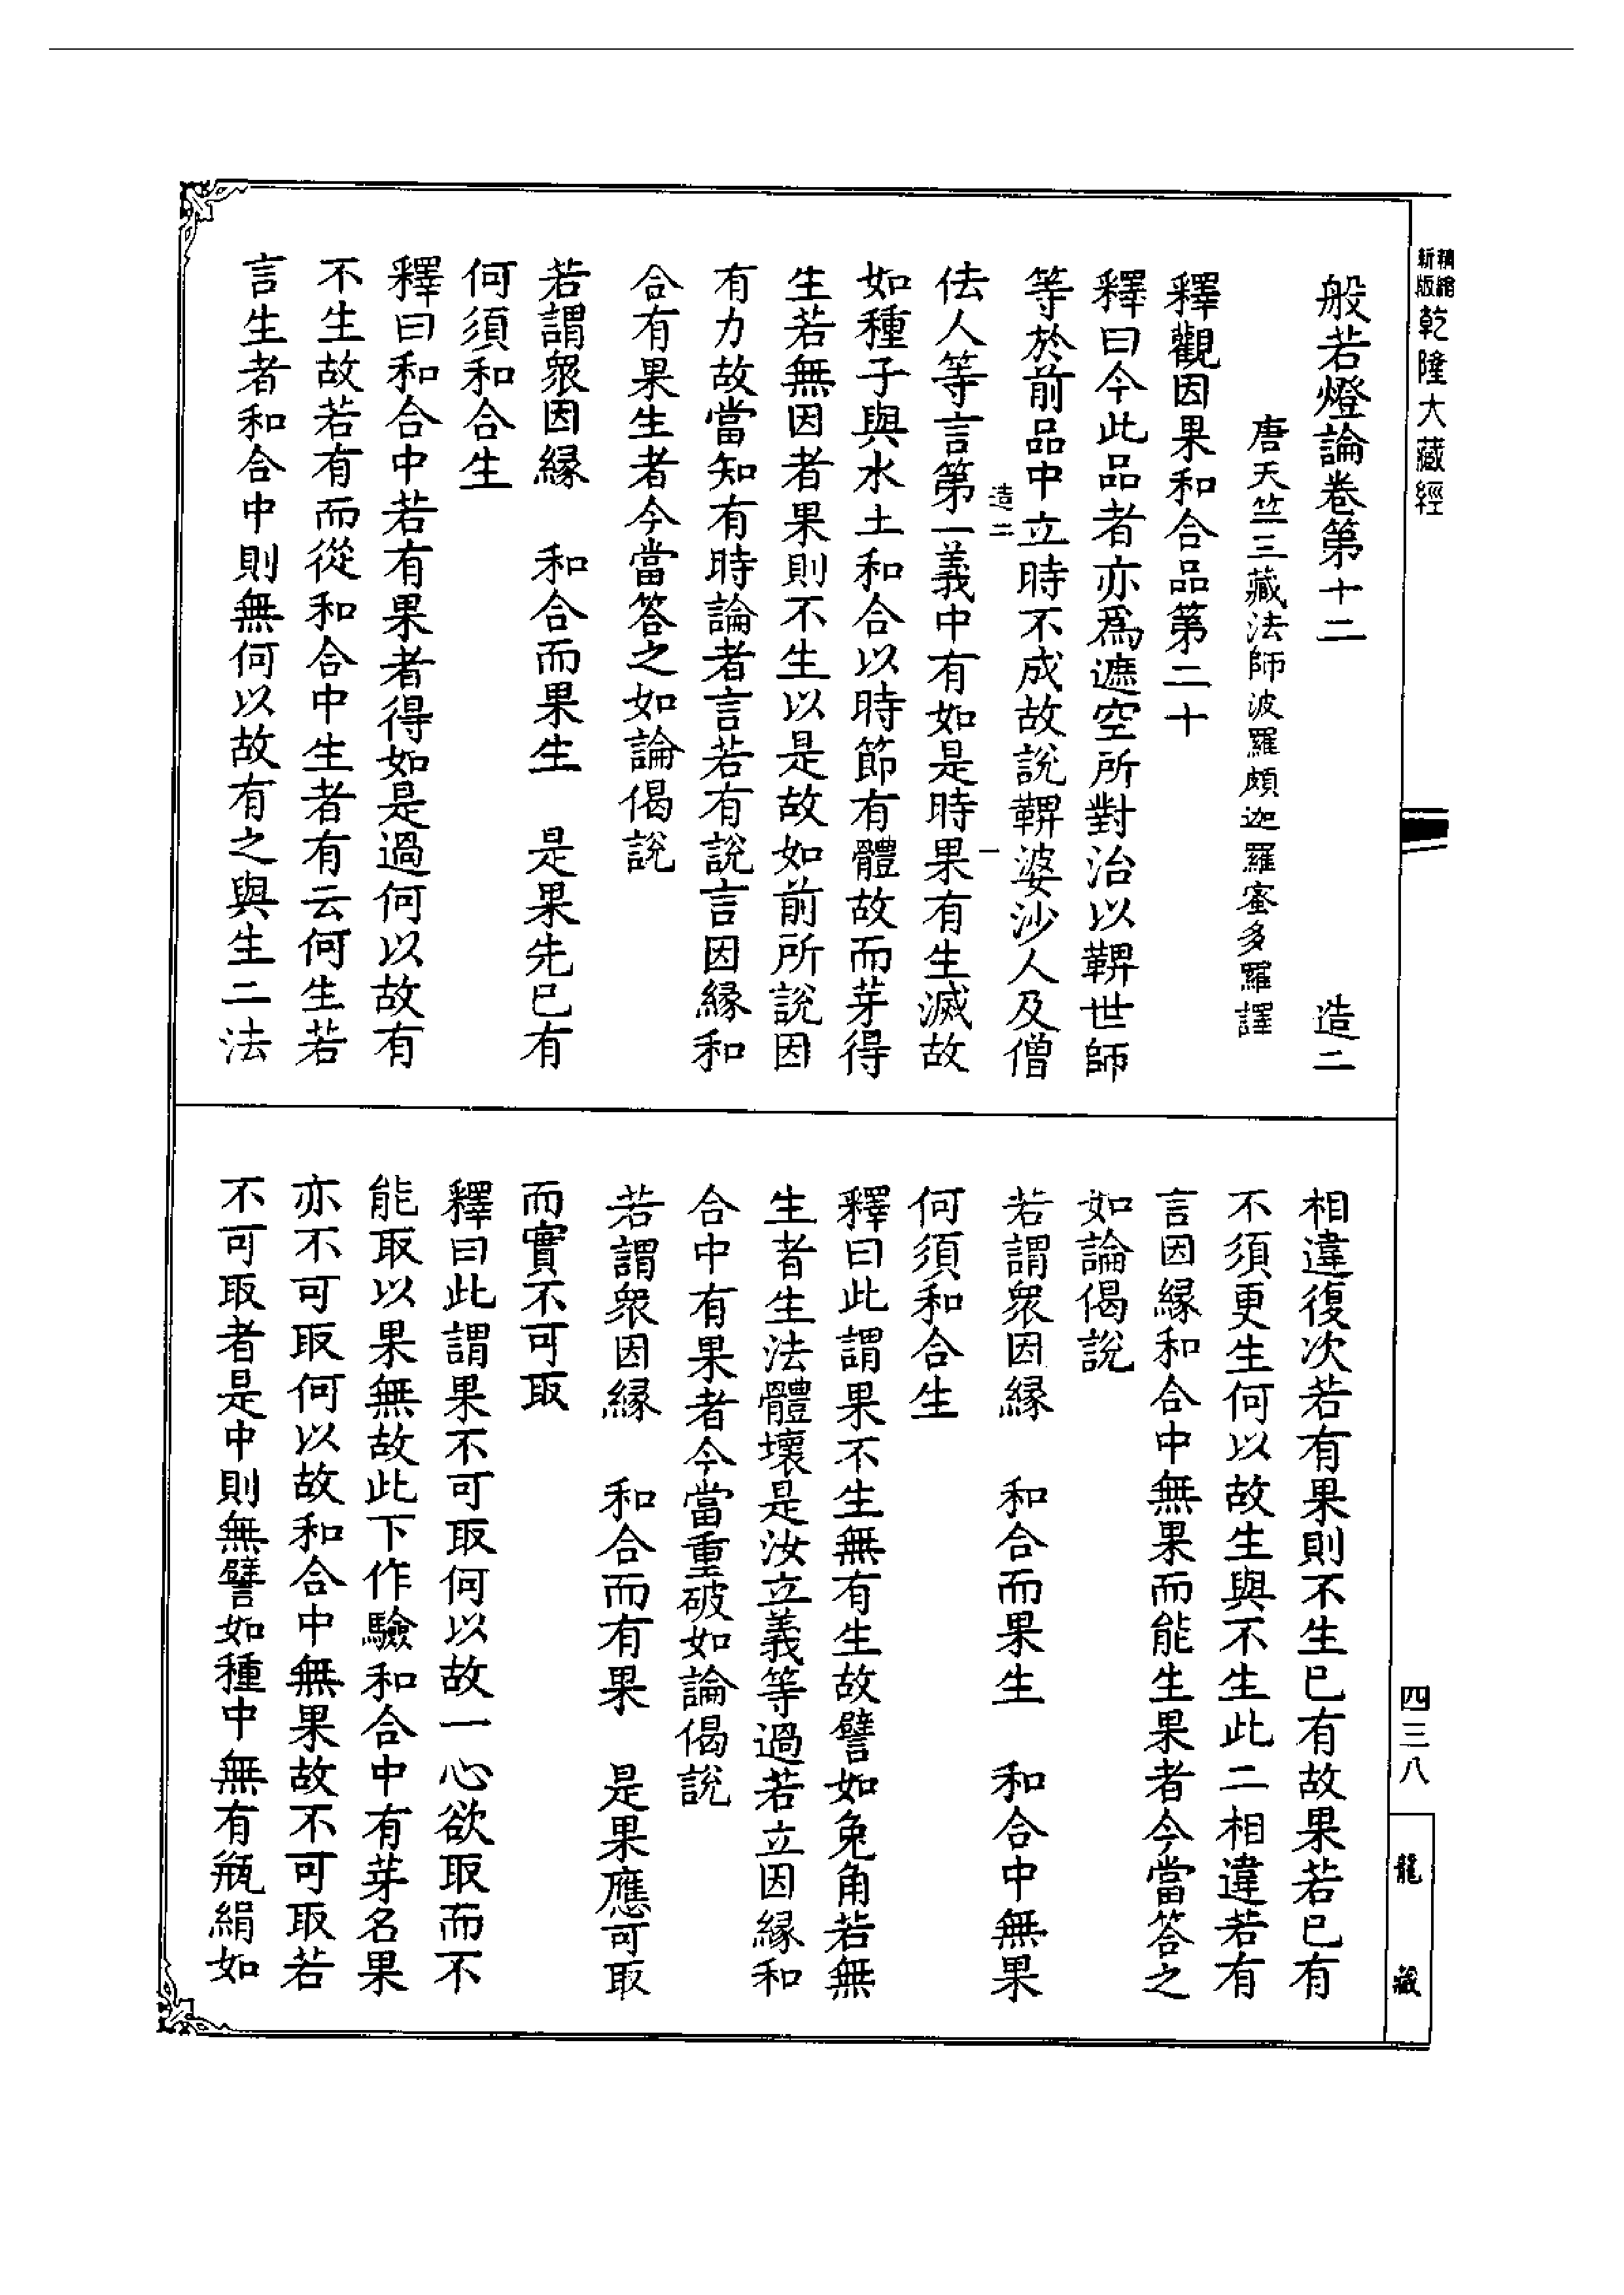 精縮新版乾隆大藏經
般若燈論卷第十二 造二
唐天竺三藏法師波羅頗迦羅蜜多羅譯
釋觀因果和合品第二十
釋曰今此品者亦爲遮空所對治以鞞世師
等於前品中立時不成故說鞞婆沙人及僧
造二 一
佉人等言第一義中有如是時果有生滅故
如種子與水土和合以時節有體故而芽得
生若無因者果則不生以是故如前所說因
有力故當知有時論者言若有說言因緣和
合有果生者今當答之如論偈說
若謂衆因緣 和合而果生 是果先已有
何須和合生
釋曰和合中若有果者得如是過何以故有
不生故若有而從和合中生者有云何生若
言生者和合中則無何以故有之與生二法
相違復次若有果則不生已有故果若已有
不須更生何以故生與不生此二相違若有
言因緣和合中無果而能生果者今當答之
如論偈說
若謂衆因緣 和合而果生 和合中無果
何須和合生
釋曰此謂果不生無有生故譬如兔角若無
生者生法體壞是汝立義等過若立因緣和
合中有果者今當重破如論偈說
若謂衆因緣 和合而有果 是果應可取
而實不可取
釋曰此謂果不可取何以故一心欲取而不
能取以果無故此下作驗和合中有芽名果
亦不可取何以故和合中無果故不可取若
不可取者是中則無譬如種中無有瓶絹如
四三八
龍藏